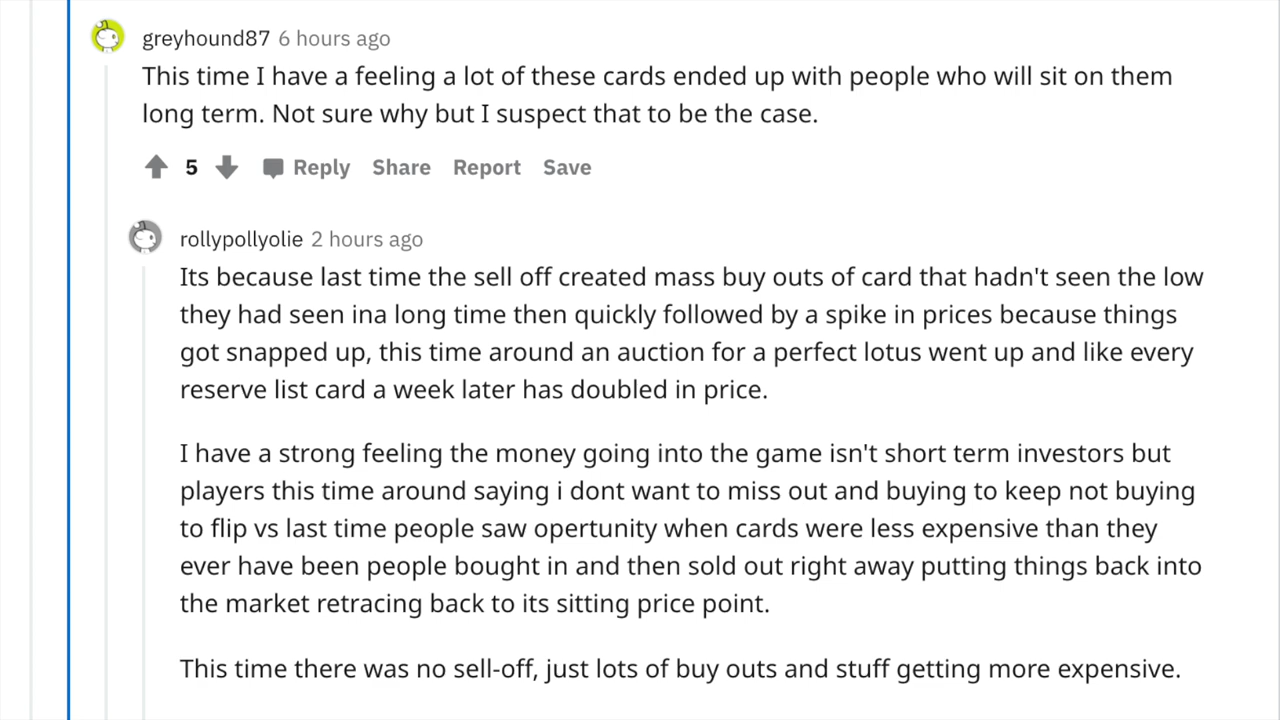 greyhound87 6 hours ago
This time I have a feeling a lot of these cards ended up with people who will sit on them
long term. Not sure why but I suspect that to be the case.
5 Reply Share Report Save
rollypollyolie 2 hours ago
Its because last time the sell off created mass buy outs of card that hadn't seen the low
they had seen ina long time then quickly followed by a spike in prices because things
got snapped up, this time around an auction for a perfect lotus went up and like every
reserve list card a week later has doubled in price.
I have a strong feeling the money going into the game isn't short term investors but
players this time around saying i dont want to miss out and buying to keep not buying
to flip vs last time people saw opertunity when cards were less expensive than they
ever have been people bought in and then sold out right away putting things back into
the market retracing back to its sitting price point.
This time there was no sell-off, just lots of buy outs and stuff getting more expensive.